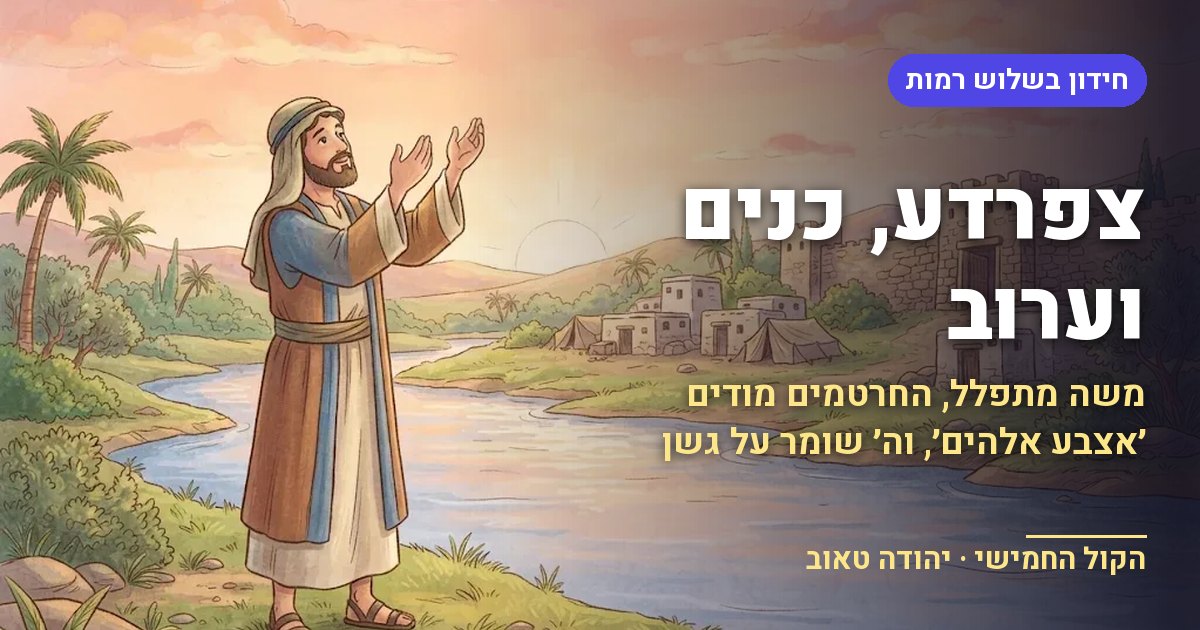 חידון בשלוש רמות
צפרדע, כנים
וערוב
משה מתפלל, החרטמים מודים
׳אצבע אלהים׳, וה׳ שומר על גשן
הקול החמישי · יהודה טאוב